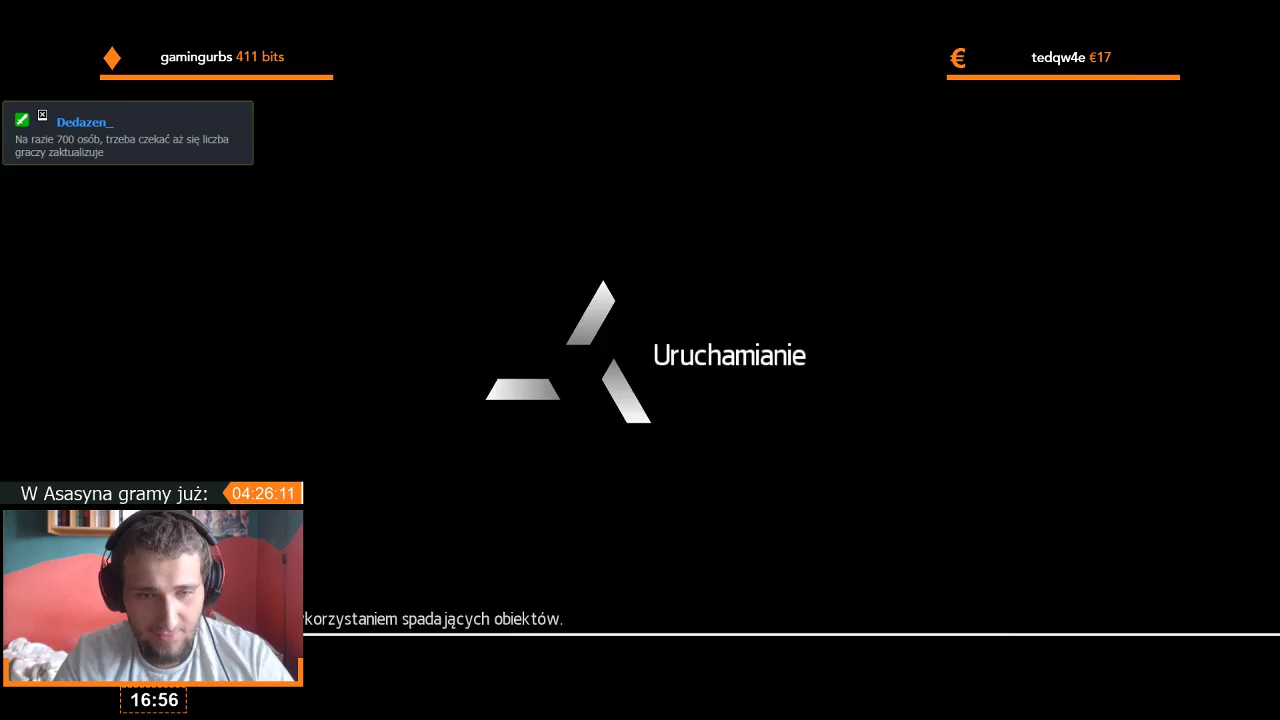 gamingurbs 411 bits
€ tedqw4e €17
Dedazen_
Na razie 700 osób, trzeba czekać aż się liczba
graczy zaktualizuje
Uruchamianie
W Asasyna gramy już: 04:26:11
korzystaniem spadających obiektów.
16:56